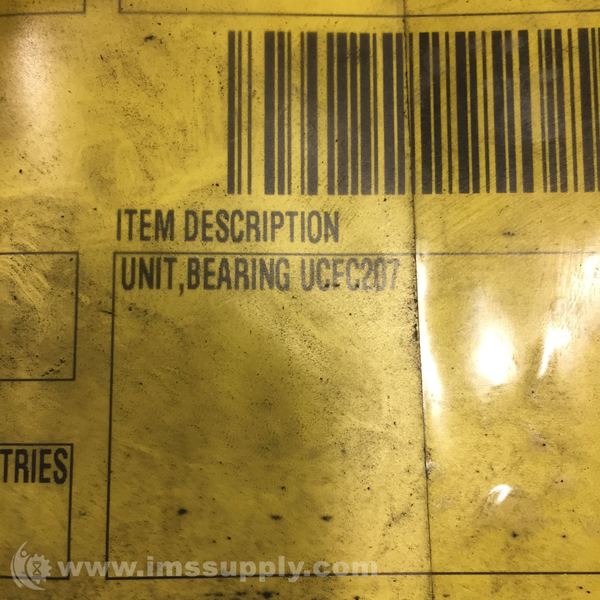 ITEM DESCRIPTION
UNIT,BEARING UCFC207
TRIES
www.imssupply.com